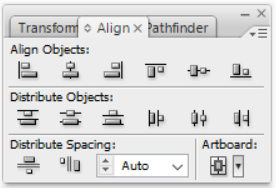 Transform Align Pathfinder
Align Objects:
Distribute Objects:
Distribute Spacing: Artboard:
Auto